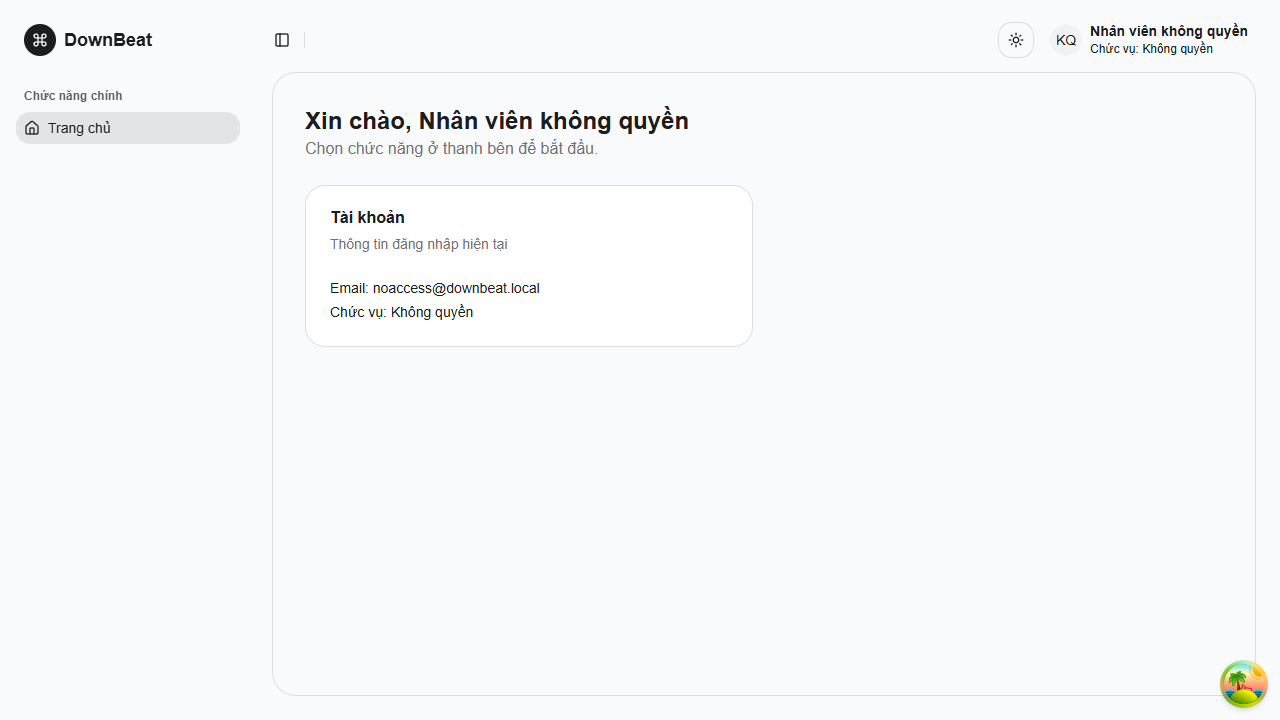 DownBeat
KQ
Nhân viên không quyền
Chức vụ: Không quyền
Chức năng chính
Trang chủ
Xin chào, Nhân viên không quyền
Chọn chức năng ở thanh bên để bắt đầu.
Tài khoản
Thông tin đăng nhập hiện tại
Email: noaccess@downbeat.local
Chức vụ: Không quyền